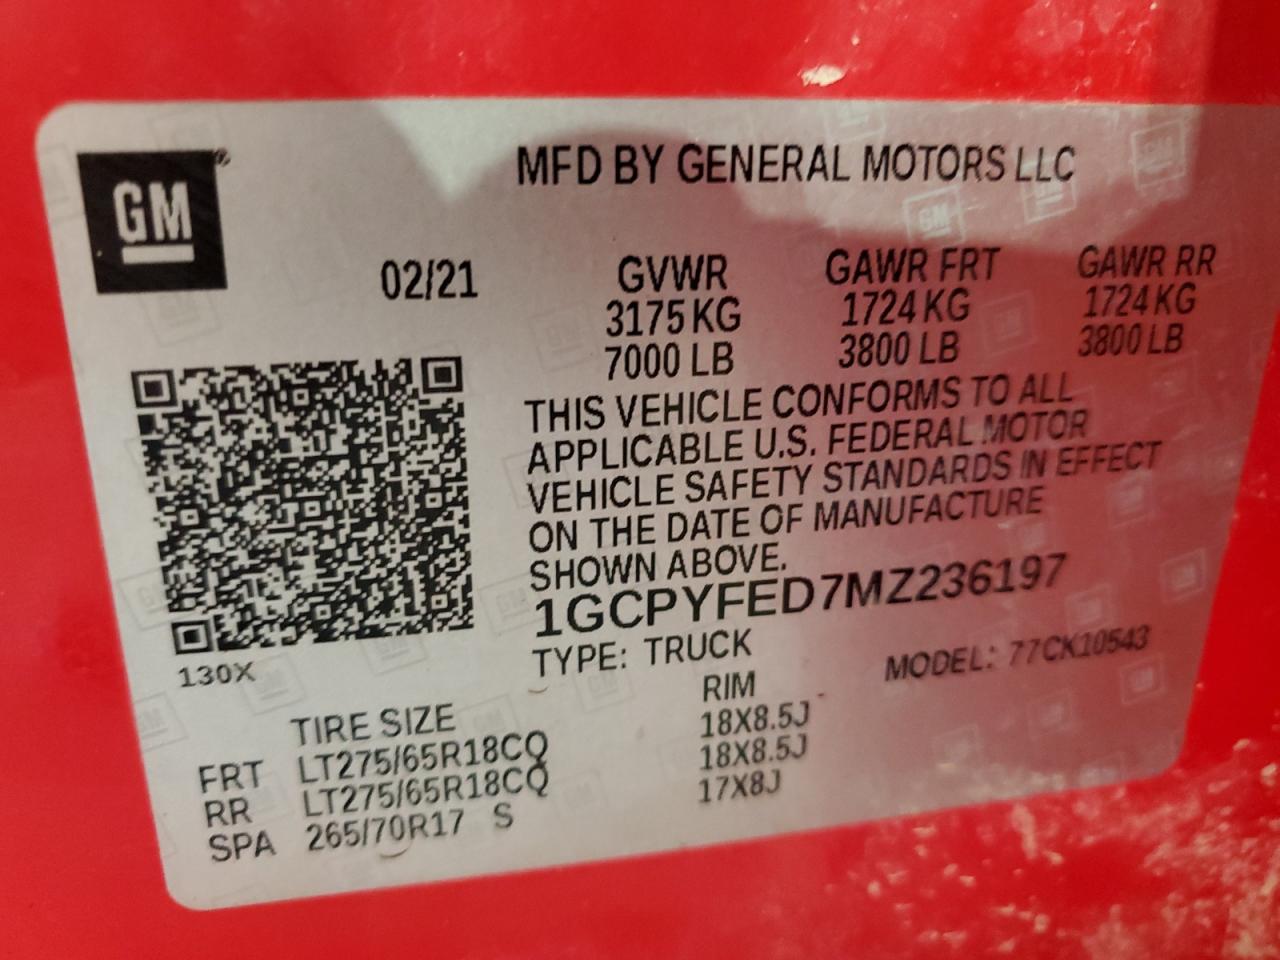 GM®
MFD BY GENERAL MOTORS LLC
02/21 GVWR GAWR FRT GAWR RR
3175 KG 1724 KG 1724 KG
7000 LB 3800 LB 3800 LB
THIS VEHICLE CONFORMS TO ALL
APPLICABLE U.S. FEDERAL MOTOR
VEHICLE SAFETY STANDARDS IN EFFECT
ON THE DATE OF MANUFACTURE
SHOWN ABOVE.
1GCPYFED7MZ236197
130X
TYPE: TRUCK MODEL: 77CK10543
TIRE SIZE RIM
FRT LT275/65R18CQ 18X8.5J
RR LT275/65R18CQ 18X8.5J
SPA 265/70R17 S 17X8J